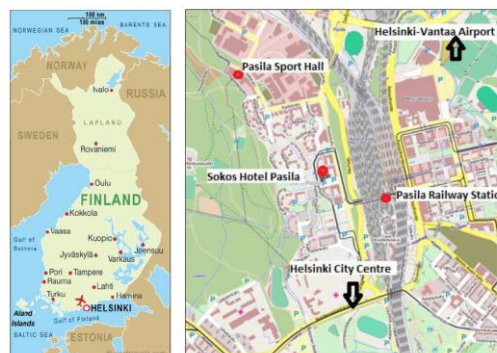 100 km
100 miles
NORWEGIAN SEA
BARENTS SEA
NORWAY
Ivalo
RUSSIA
LAPLAND
SWEDEN
Rovaniemi
Oulu
FINLAND
Kokkola
Gulf of
Bothnia
Vaasa
Kuopio
Joensuu
Jyväskylä
Varkaus
Pori
Tampere
Rauma
Lahti
Turku
Hamina
HELSINKI
Aland
Islands
Gulf of Finland
BALTIC SEA
ESTONIA
Helsinki-Vantaa Airport
Pasila Sport Hall
Sokos Hotel Pasila
Pasila Railway Statio
Helsinki City Centre